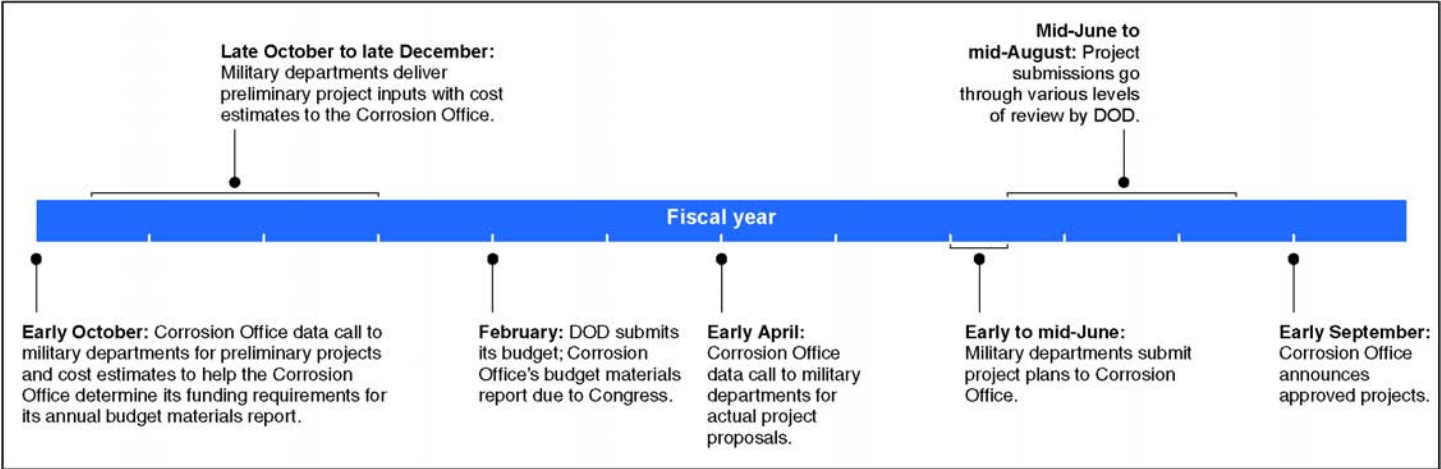 Late October to late December:
Military departments deliver
preliminary project inputs with cost
estimates to the Corrosion Office.
Mid-June to
mid-August: Project
submissions go
through various levels
of review by DOD.
Fiscal year
Early October: Corrosion Office data call to
military departments for preliminary projects
and cost estimates to help the Corrosion
Office determine its funding requirements for
its annual budget materials report.
February: DOD submits
its budget; Corrosion
Office's budget materials
report due to Congress.
Early April:
Corrosion Office
data call to military
departments for
actual project
proposals.
Early to mid-June:
Military departments submit
project plans to Corrosion
Office.
Early September:
Corrosion Office
announces
approved projects.